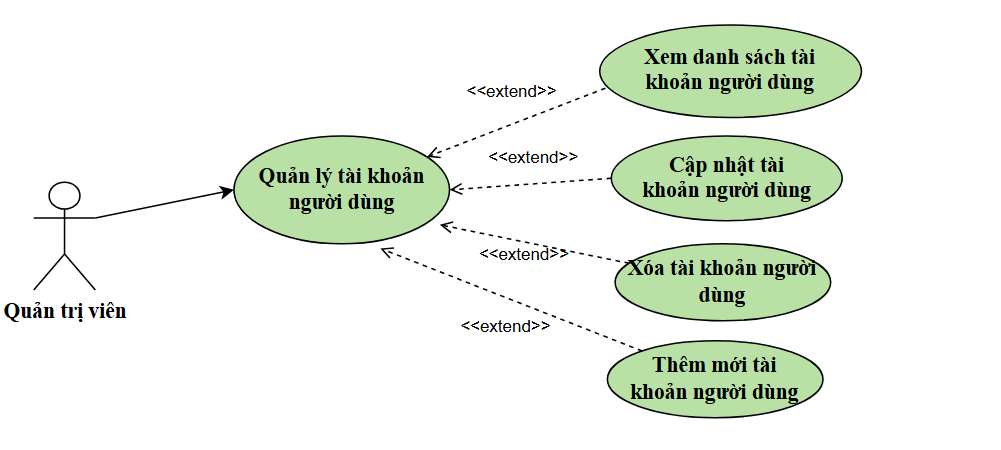 Xem danh sách tài
khoản người dùng
<<extend>>
Cập nhật tài
khoản người dùng
<<extend>>
Quản lý tài khoản
người dùng
<<extend>>
Xóa tài khoản người
dùng
Quản trị viên
<<extend>>
Thêm mới tài
khoản người dùng